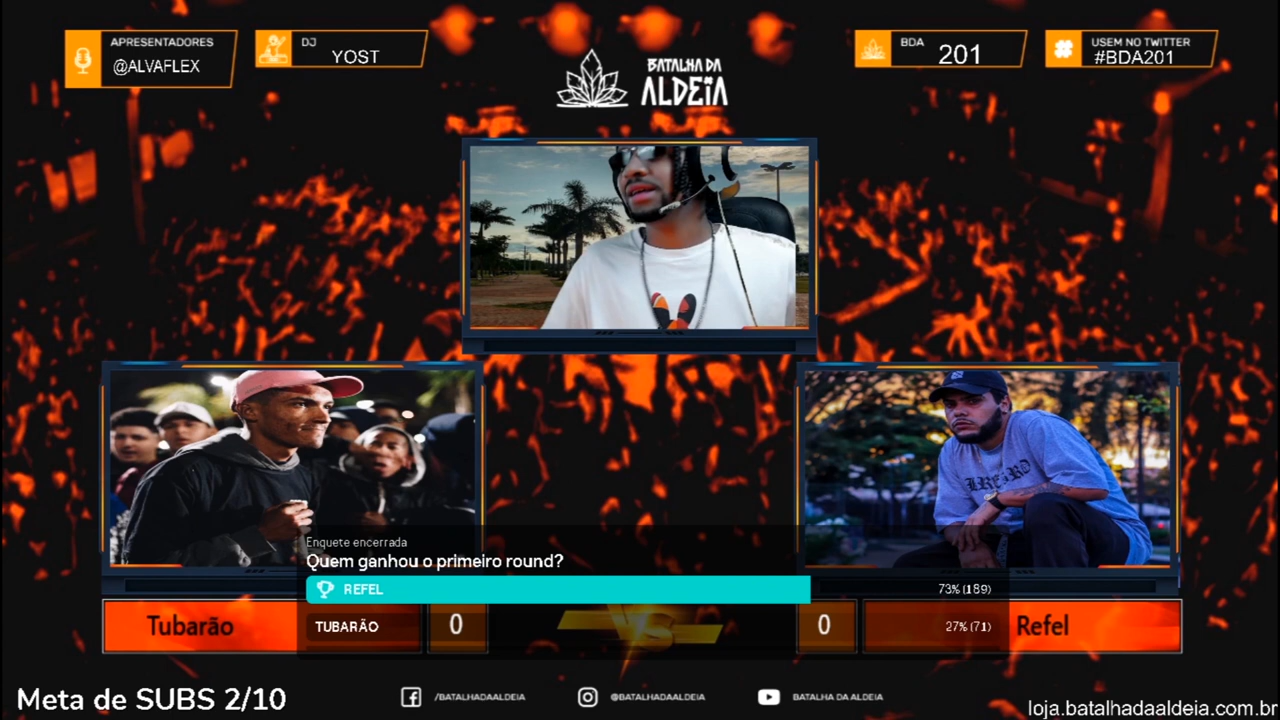 APRESENTADORES
@ALVAFLEX
DJ
YOST
BATALHA DA
ALDEIA
BDA
201
USEM NO TWITTER
#BDA201
Enquete encerrada
Quem ganhou o primeiro round?
REFEL
73% (189)
Tubarão
TUBARÃO
0
0
27% (71)
Refel
Meta de SUBS 2/10
/BATALHADAALDEIA
@BATALHADAALDEIA
BATALHA DA ALDEIA
loja.batalhadaaldeia.com.br